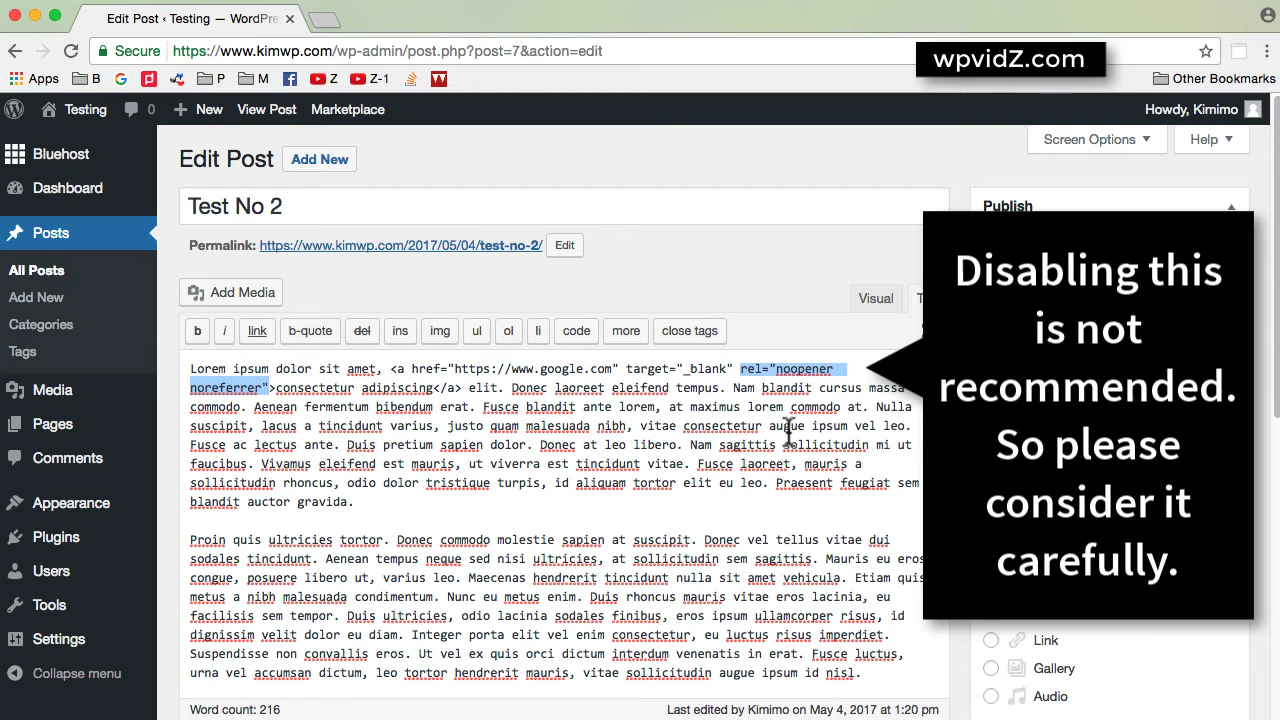 Edit Post ‹ Testing — WordPre
Secure https://www.kimwp.com/wp-admin/post.php?post=7&action=edit
wpvidZ.com
Apps B P M Z Z-1 Other Bookmarks
Testing 0 New View Post Marketplace Howdy, Kimimo
Screen Options Help
Bluehost
Dashboard
Posts
All Posts
Add New
Categories
Tags
Media
Pages
Comments
Appearance
Plugins
Users
Tools
Settings
Collapse menu
Edit Post Add New
Test No 2
Permalink: https://www.kimwp.com/2017/05/04/test-no-2/ Edit
Add Media
Visual
b i link b-quote del ins img ul ol li code more close tags
Lorem ipsum dolor sit amet, <a href="https://www.google.com" target="_blank" rel="noopener
noreferrer">consectetur adipiscing</a> elit. Donec laoreet eleifend tempus. Nam blandit cursus massa
commodo. Aenean fermentum bibendum erat. Fusce blandit ante lorem, at maximus lorem commodo at. Nulla
suscipit, lacus a tincidunt varius, justo quam malesuada nibh, vitae consectetur augue ipsum vel leo.
Fusce ac lectus ante. Duis pretium sapien dolor. Donec at leo libero. Nam sagittis sollicitudin mi ut
faucibus. Vivamus eleifend est mauris, ut viverra est tincidunt vitae. Fusce laoreet, mauris a
sollicitudin rhoncus, odio dolor tristique turpis, id aliquam tortor elit eu leo. Praesent feugiat sem
blandit auctor gravida.
Proin quis ultricies tortor. Donec commodo molestie sapien at suscipit. Donec vel tellus vitae dui
sodales tincidunt. Aenean tempus neque sed nisi ultricies, at sollicitudin sem sagittis. Mauris eu eros
congue, posuere libero ut, varius leo. Maecenas hendrerit tincidunt nulla sit amet vehicula. Etiam quis
metus a nibh malesuada condimentum. Nunc eu metus enim. Duis rhoncus mauris vitae eros lacinia, eu
facilisis sem tempor. Duis ultricies, odio lacinia sodales finibus, eros ipsum ullamcorper risus, id
dignissim velit dolor eu diam. Integer porta elit vel enim consectetur, eu luctus risus imperdiet.
Suspendisse non convallis eros. Ut vel ex quis orci dictum interdum venenatis in erat. Fusce luctus,
urna vel accumsan dictum, leo tortor hendrerit mauris, vitae sollicitudin augue ipsum id nisl.
Word count: 216 Last edited by Kimimo on May 4, 2017 at 1:20 pm
Publish
Disabling this
is not
recommended.
So please
consider it
carefully.
Link
Gallery
Audio